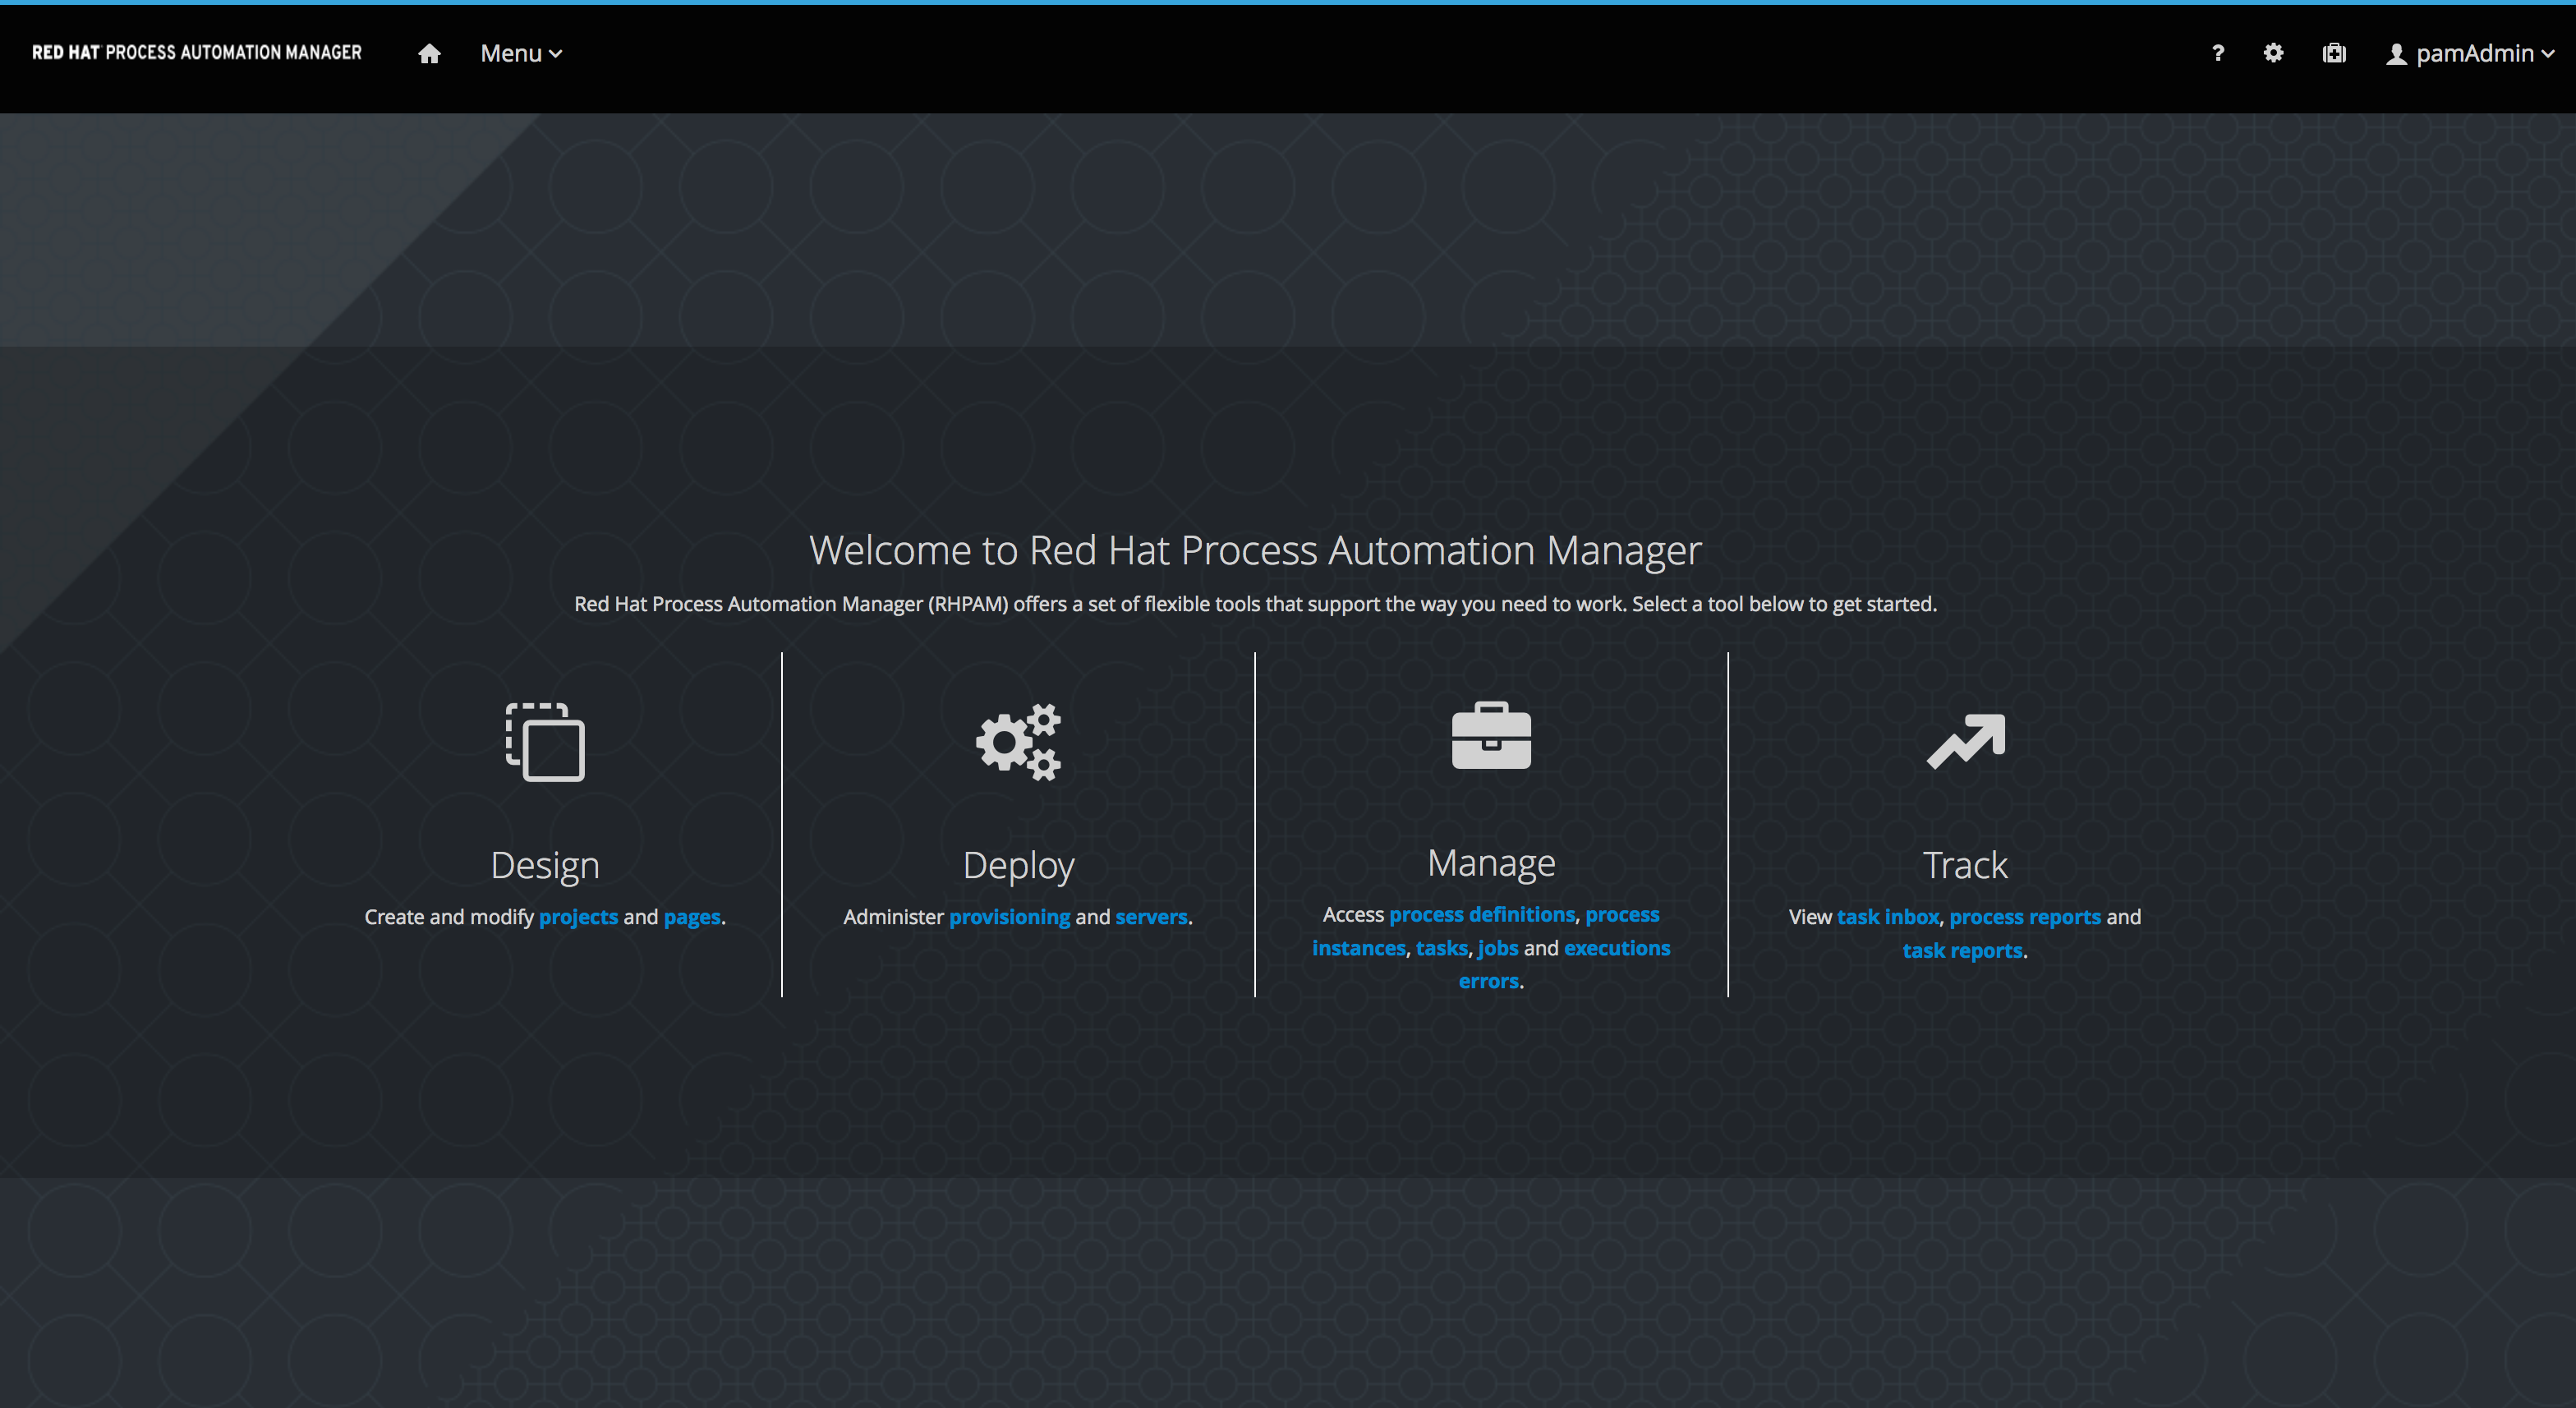 RED HAT PROCESS AUTOMATION MANAGER Menu ? pamAdmin
Welcome to Red Hat Process Automation Manager
Red Hat Process Automation Manager (RHPAM) offers a set of flexible tools that support the way you need to work. Select a tool below to get started.
Design
Create and modify projects and pages.
Deploy
Administer provisioning and servers.
Manage
Access process definitions, process
instances, tasks, jobs and executions
errors.
Track
View task inbox, process reports and
task reports.